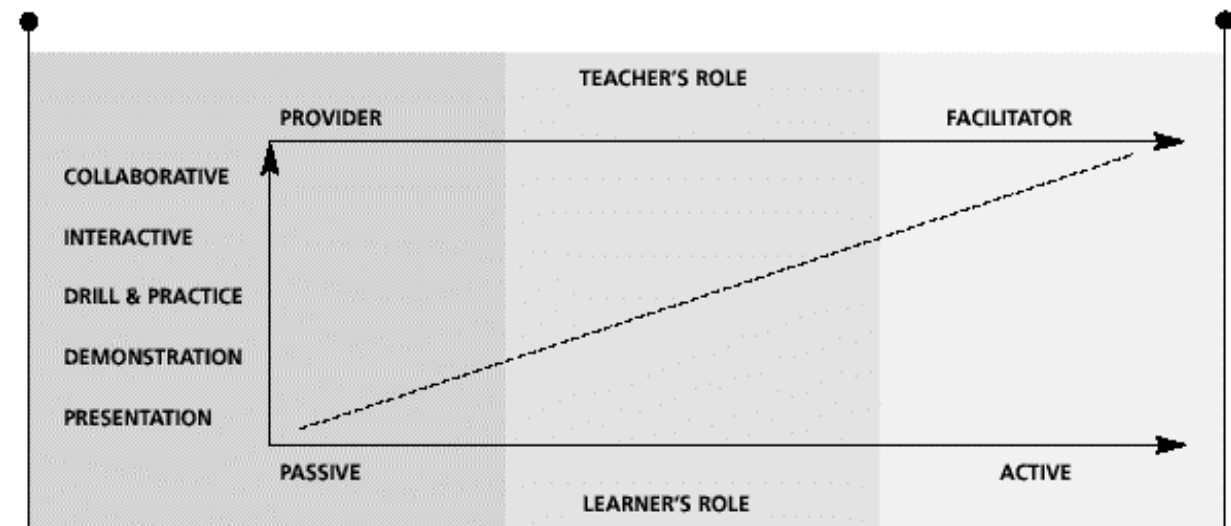 TEACHER'S ROLE
PROVIDER FACILITATOR
COLLABORATIVE
INTERACTIVE
DRILL & PRACTICE
DEMONSTRATION
PRESENTATION
PASSIVE ACTIVE
LEARNER'S ROLE